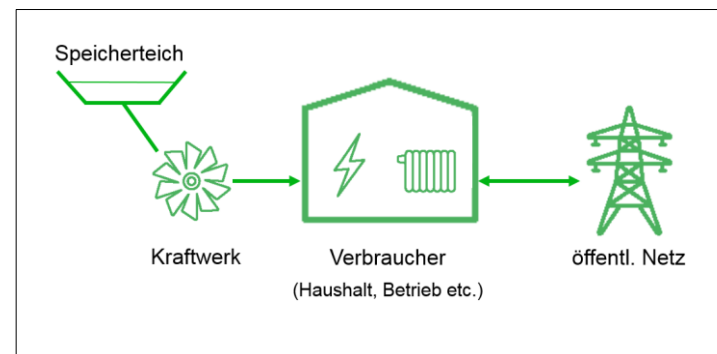 Speicherteich
Kraftwerk
Verbraucher
(Haushalt, Betrieb etc.)
öffentl. Netz